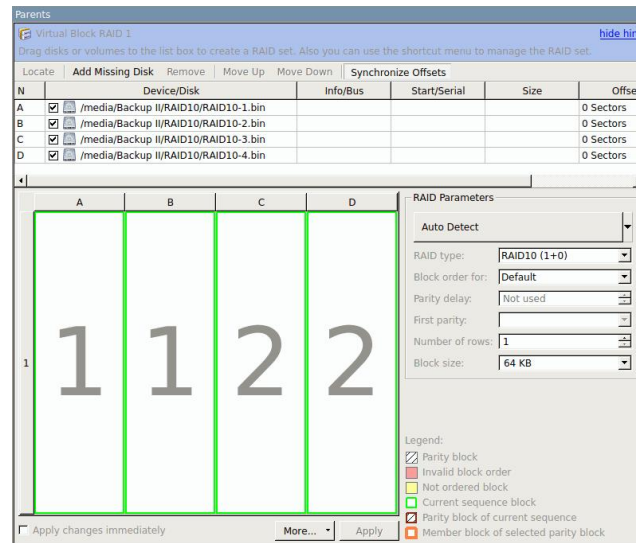 Parents
Virtual Block RAID 1 hide hin
Drag disks or volumes to the list box to create a RAID set. Also you can use the shortcut menu to manage the RAID set.
Locate Add Missing Disk Remove Move Up Move Down Synchronize Offsets
N Device/Disk Info/Bus Start/Serial Size Offse
A /media/Backup II/RAID10/RAID10-1.bin 0 Sectors
B /media/Backup II/RAID10/RAID10-2.bin 0 Sectors
C /media/Backup II/RAID10/RAID10-3.bin 0 Sectors
D /media/Backup II/RAID10/RAID10-4.bin 0 Sectors
A B C D
1 1 1 2 2
RAID Parameters
Auto Detect
RAID type: RAID10 (1+0)
Block order for: Default
Parity delay: Not used
First parity:
Number of rows: 1
Block size: 64 KB
Legend:
Parity block
Invalid block order
Not ordered block
Current sequence block
Parity block of current sequence
Member block of selected parity block
Apply changes immediately More... Apply